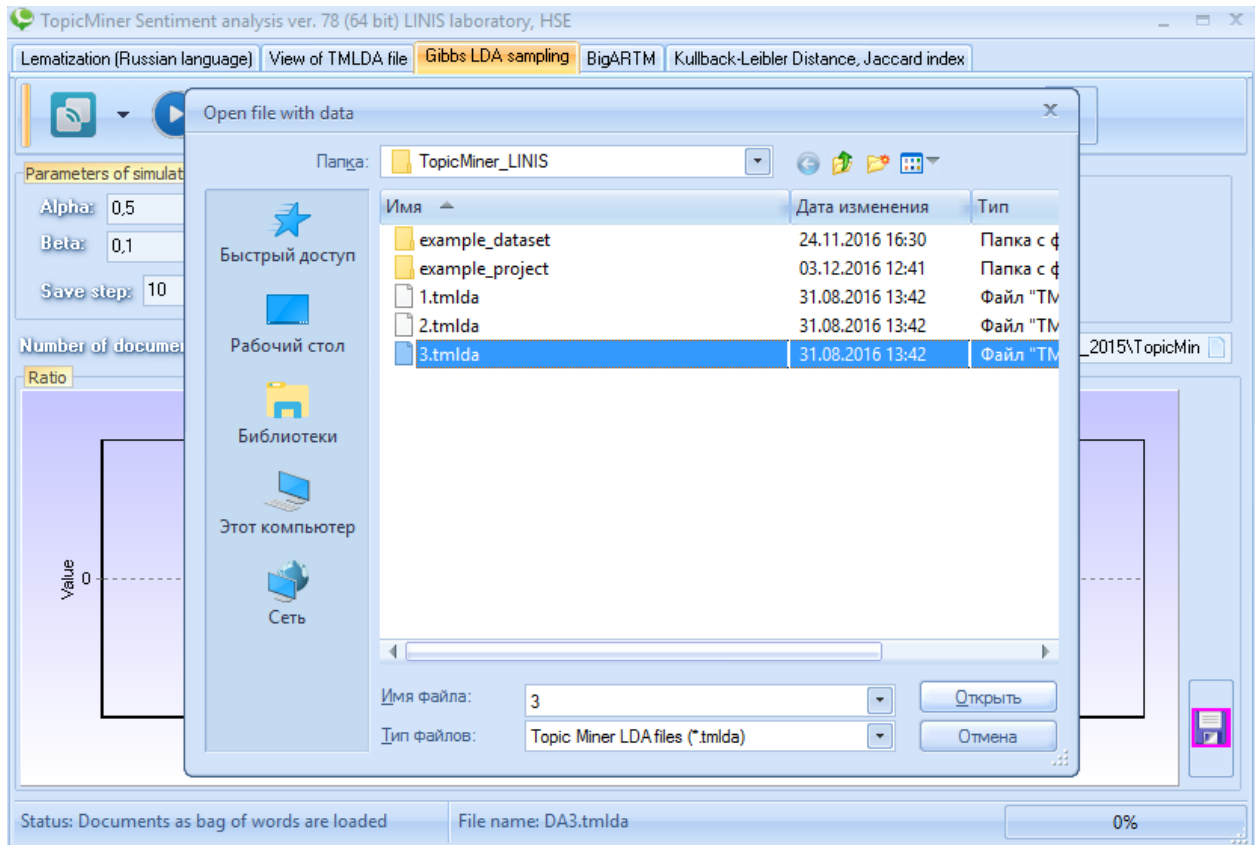 TopicMiner Sentiment analysis ver. 78 (64 bit) LINIS laboratory, HSE
Lematization (Russian language) View of TMLDA file Gibbs LDA sampling BigARTM Kullback-Leibler Distance, Jaccard index
Open file with data
Папка: TopicMiner_LINIS
Parameters of simulat
Alpha: 0,5
Beta: 0,1
Save step: 10
Number of documer
_2015\TopicMin
Ratio
Value
0
Быстрый доступ
Рабочий стол
Библиотеки
Этот компьютер
Сеть
Имя Дата изменения Тип
example_dataset 24.11.2016 16:30 Папка с ф
example_project 03.12.2016 12:41 Папка с ф
1.tmlda 31.08.2016 13:42 Файл "TM
2.tmlda 31.08.2016 13:42 Файл "TM
3.tmlda 31.08.2016 13:42 Файл "TM
Имя файла: 3 Открыть
Тип файлов: Topic Miner LDA files (*.tmlda) Отмена
Status: Documents as bag of words are loaded File name: DA3.tmlda 0%